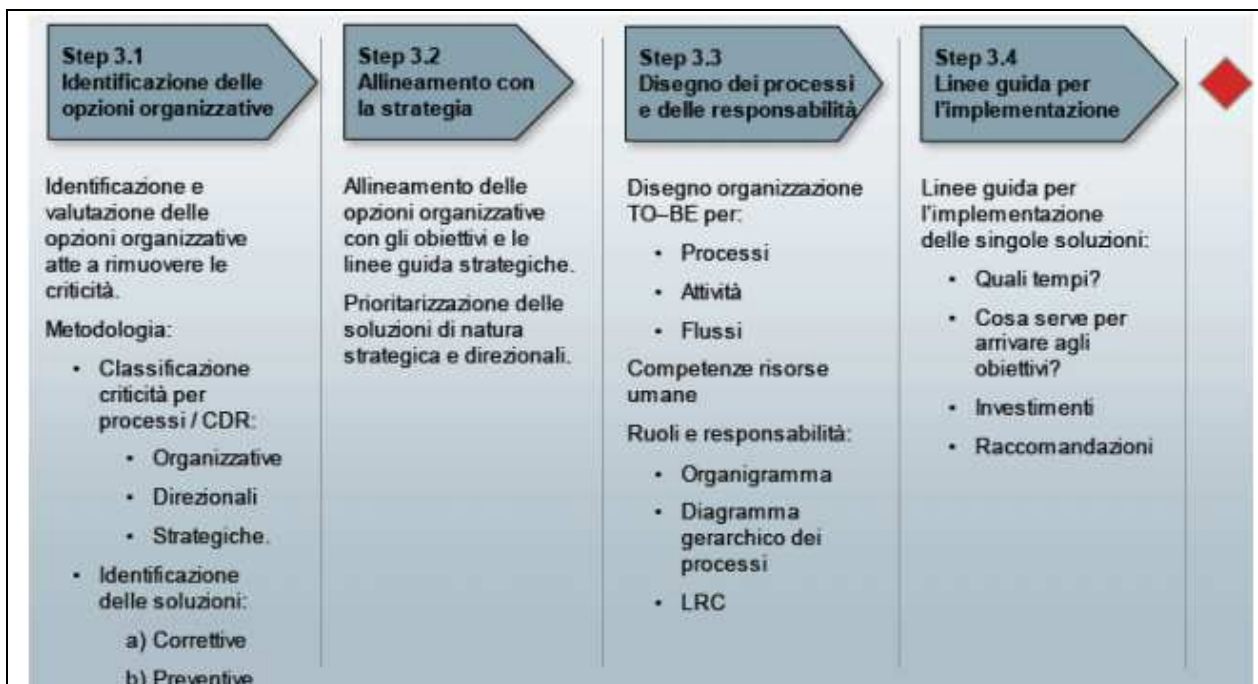 Step 3.1
Identificazione delle
opzioni organizzative
Identificazione e
valutazione delle
opzioni organizzative
atte a rimuovere le
criticità.
Metodologia:
• Classificazione
criticità per
processi / CDR:
• Organizzative
• Direzionali
• Strategiche.
• Identificazione
delle soluzioni:
a) Correttive
b) Preventive
Step 3.2
Allineamento con
la strategia
Allineamento delle
opzioni organizzative
con gli obiettivi e le
linee guida strategiche.
Prioritarizzazione delle
soluzioni di natura
strategica e direzionali.
Step 3.3
Disegno dei processi
e delle responsabilità
Disegno organizzazione
TO–BE per:
• Processi
• Attività
• Flussi
Competenze risorse
umane
Ruoli e responsabilità:
• Organigramma
• Diagramma
gerarchico dei
processi
• LRC
Step 3.4
Linee guida per
l'implementazione
Linee guida per
l'implementazione
delle singole soluzioni:
• Quali tempi?
• Cosa serve per
arrivare agli
obiettivi?
• Investimenti
• Raccomandazioni